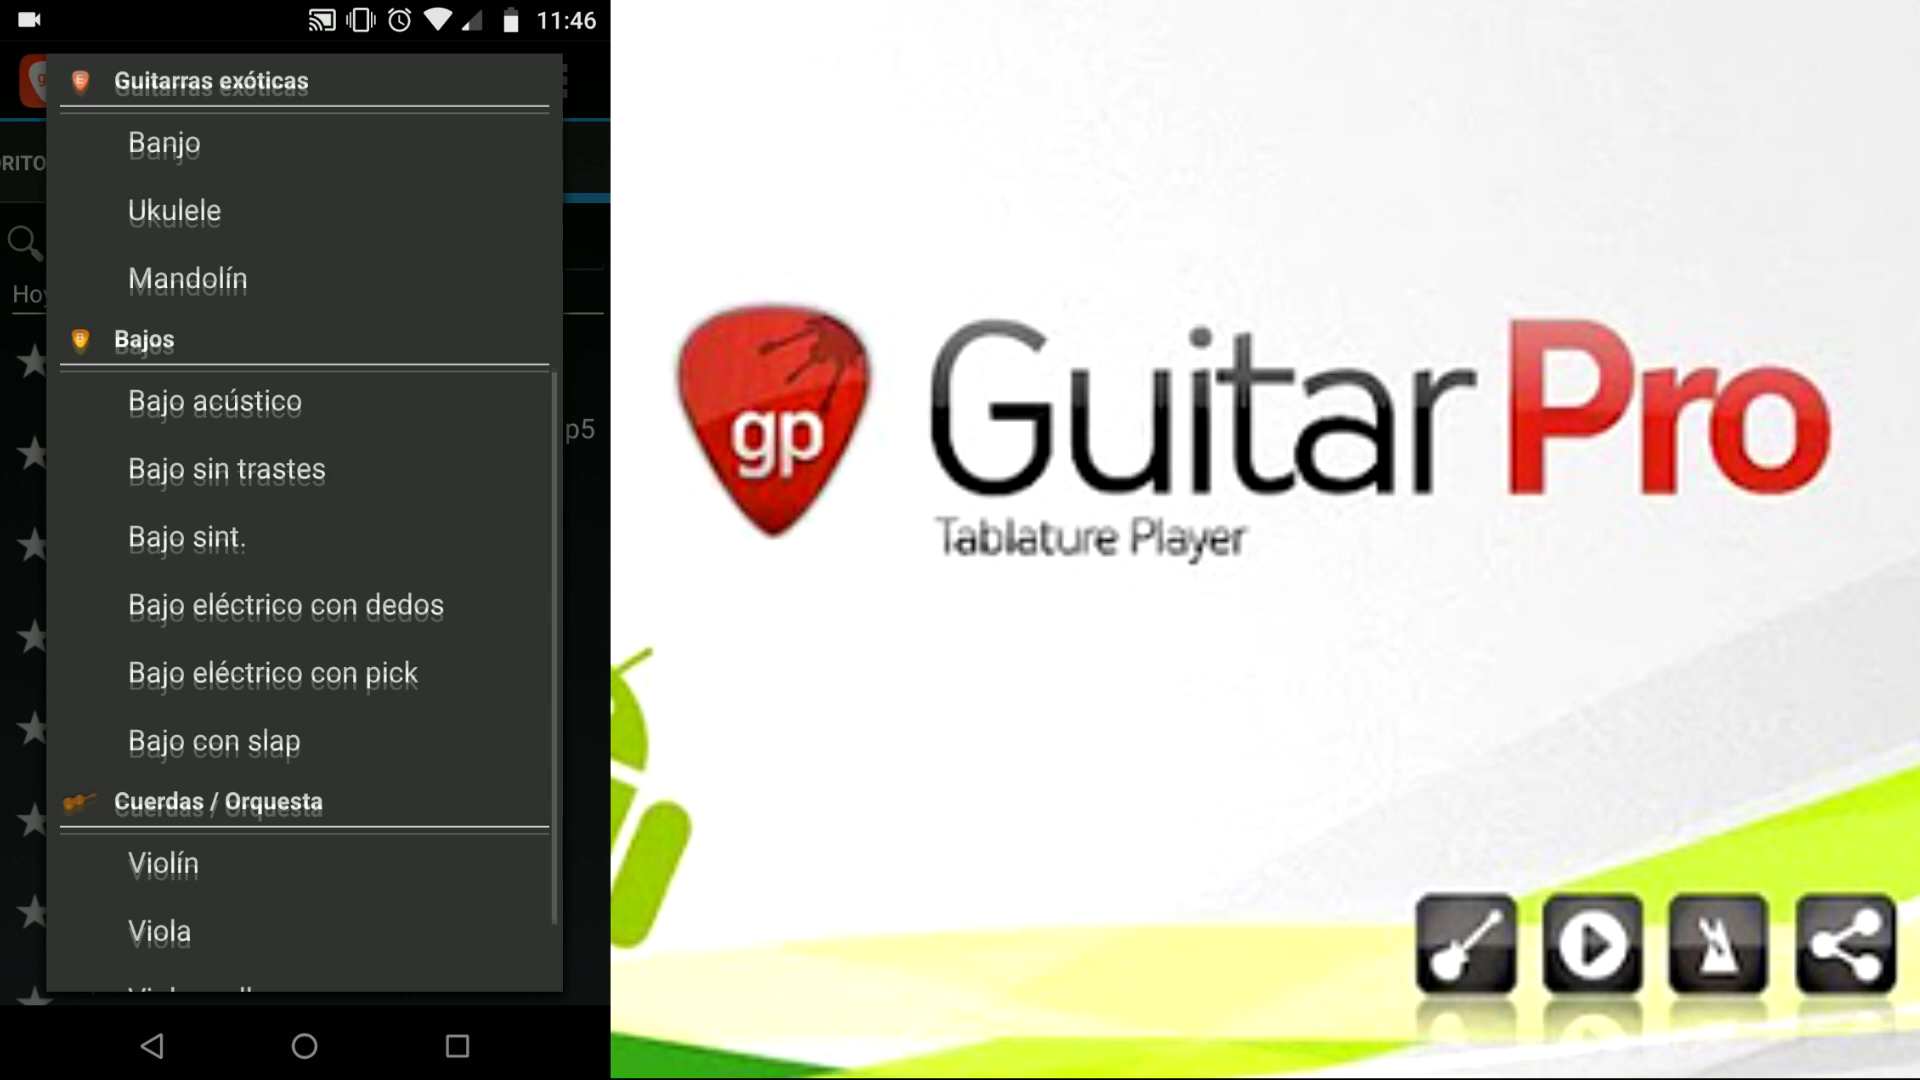 11:46
Guitarras exóticas
Banjo
Ukulele
Mandolín
Bajos
Bajo acústico
Bajo sin trastes
Bajo sint.
Bajo eléctrico con dedos
Bajo eléctrico con pick
Bajo con slap
Cuerdas / Orquesta
Violín
Viola
p5
gp
Guitar Pro
Tablature Player